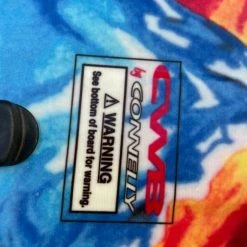 CWB
by CONNELLY
⚠ WARNING
See bottom of board for warning.